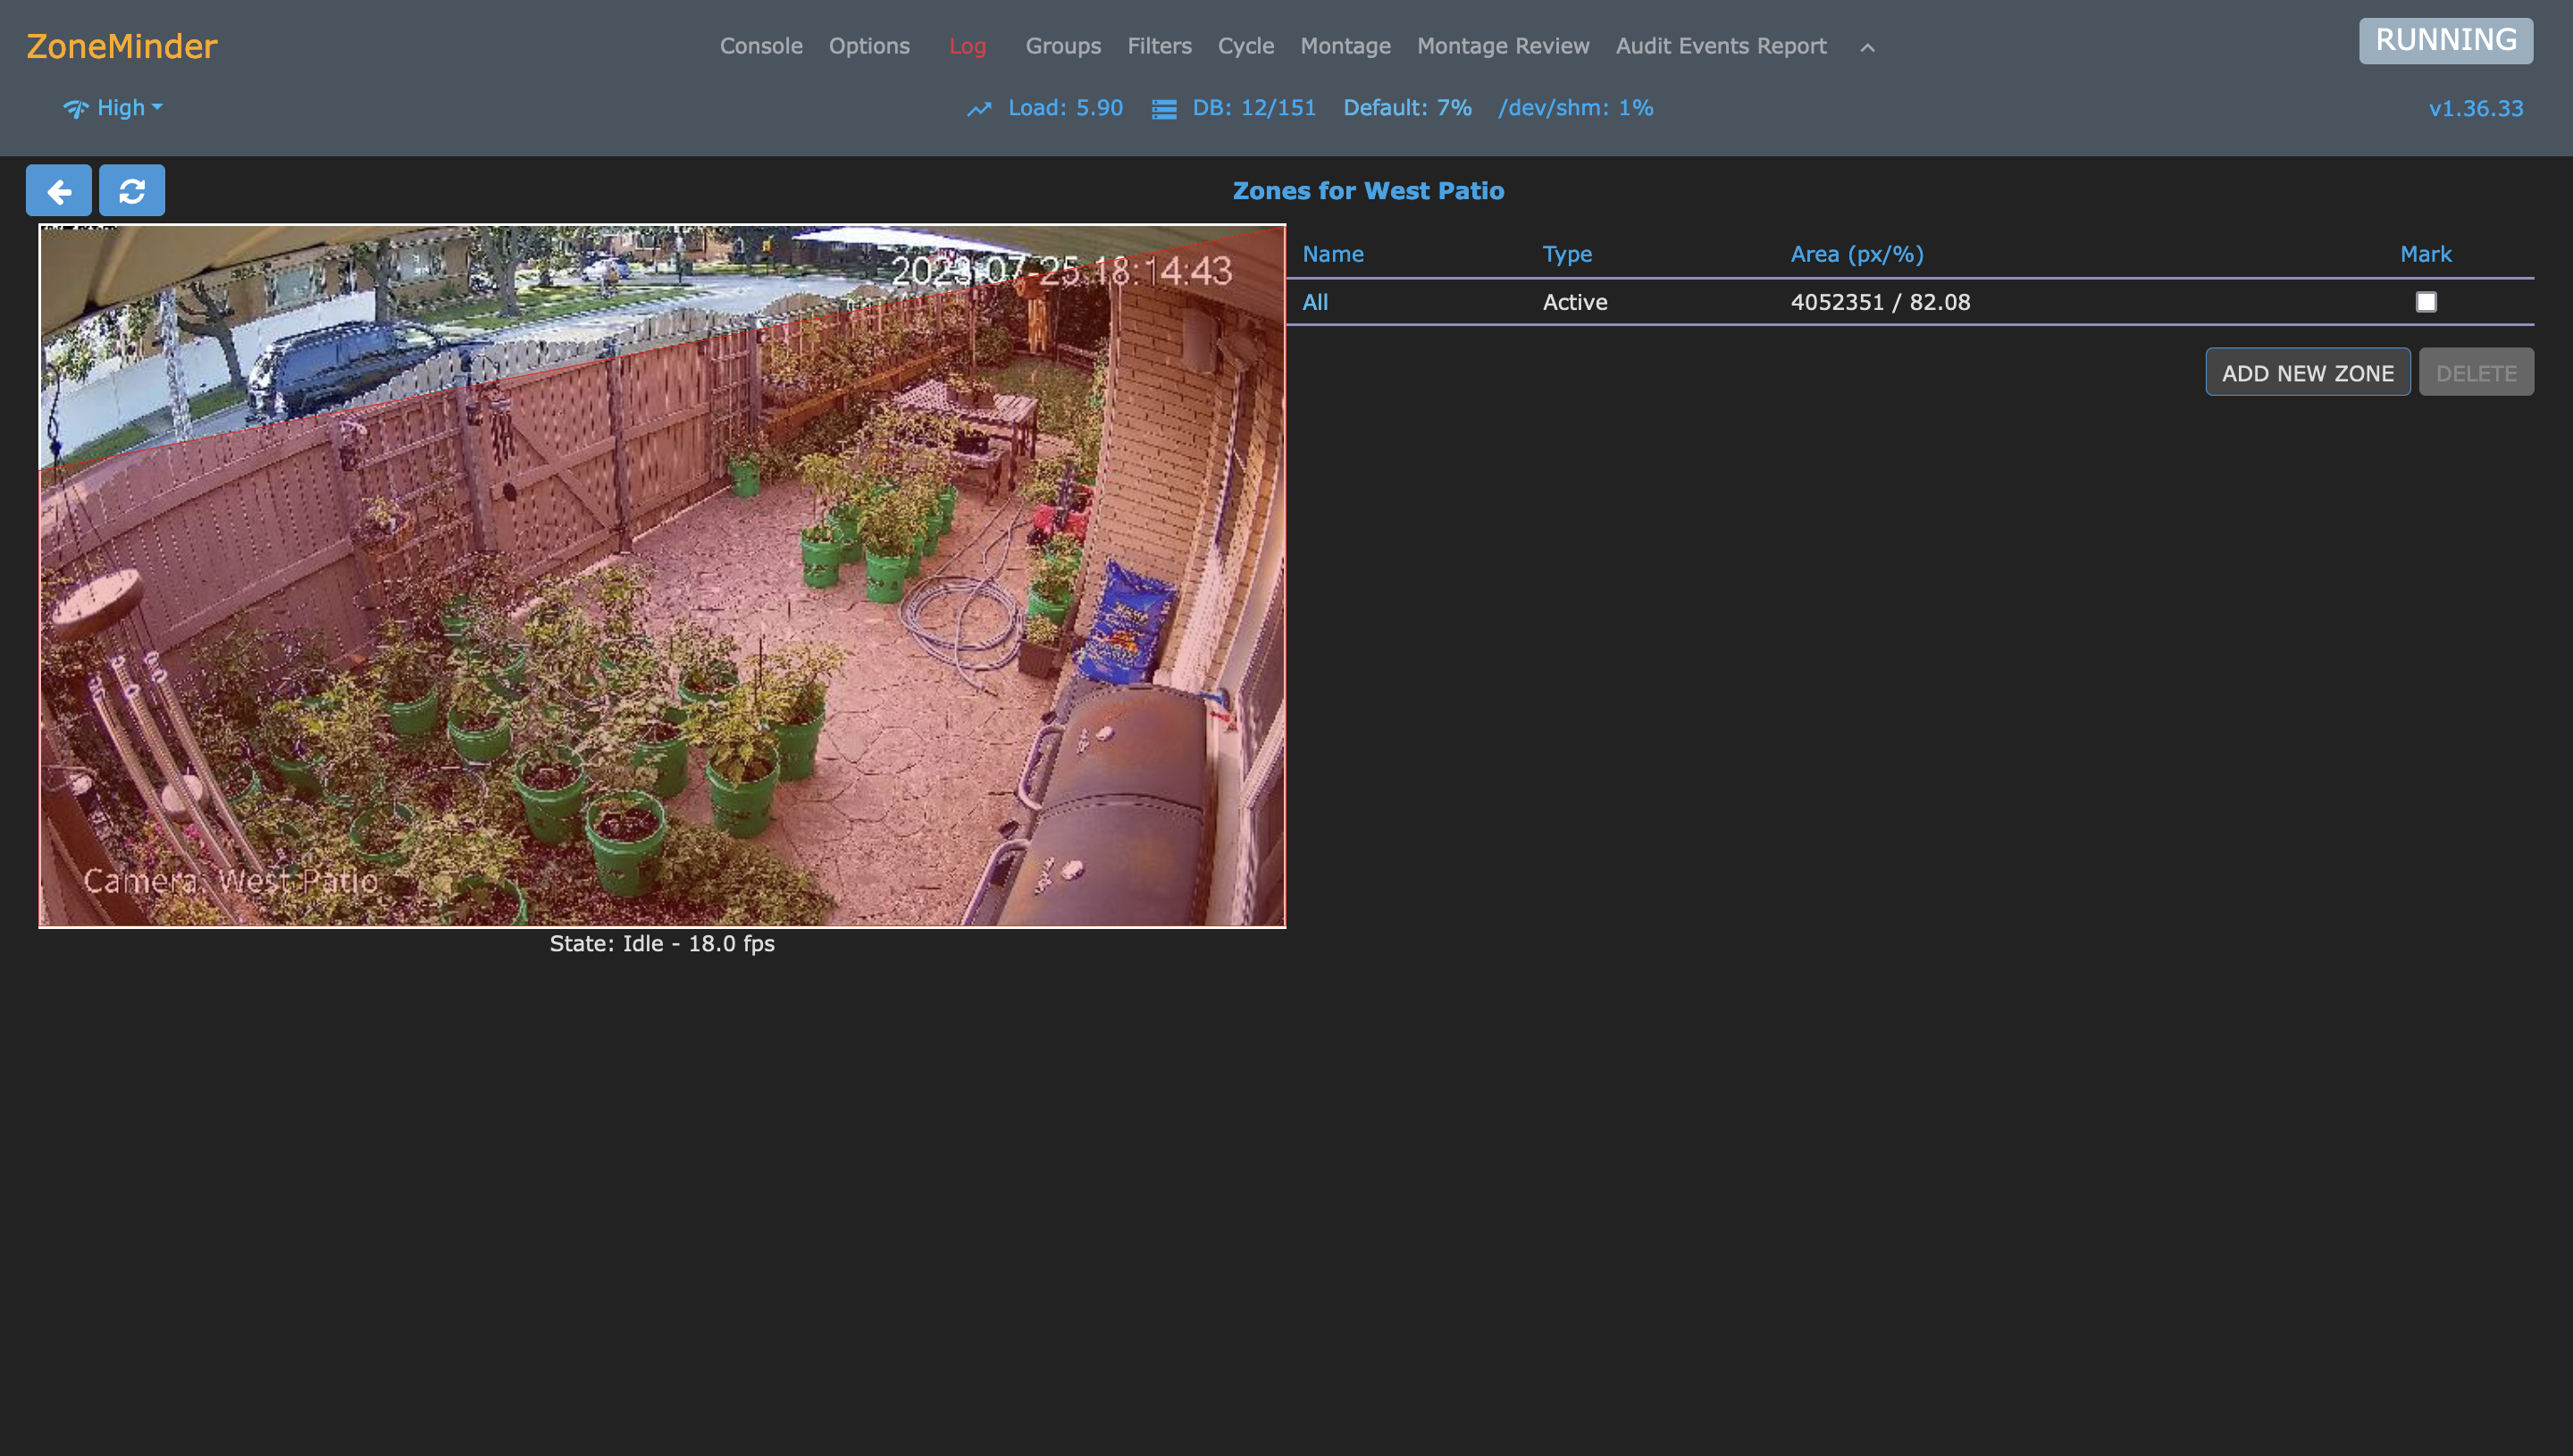 ZoneMinder
Console Options Log Groups Filters Cycle Montage Montage Review Audit Events Report
RUNNING
High
Load: 5.90 DB: 12/151 Default: 7% /dev/shm: 1%
v1.36.33
Zones for West Patio
2023-07-25 18:14:43
Camera: West Patio
State: Idle - 18.0 fps
Name Type Area (px/%) Mark
All Active 4052351 / 82.08
ADD NEW ZONE DELETE